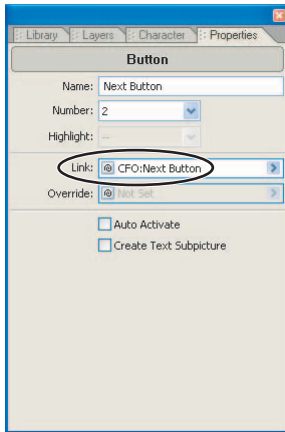 Library Layers Character Properties
Button
Name: Next Button
Number: 2
Highlight: --
Link: CFO:Next Button
Override: Not Set
Auto Activate
Create Text Subpicture